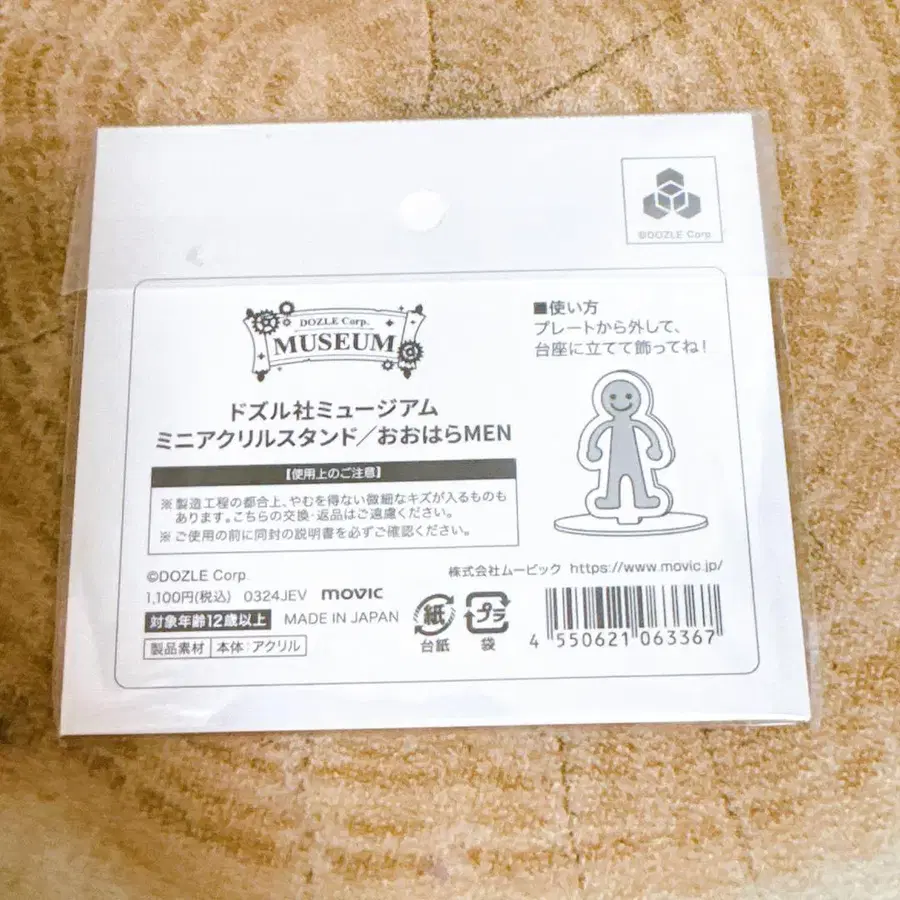 ©DOZLE Corp.
DOZLE Corp.
MUSEUM
ドズル社ミュージアム
ミニアクリルスタンド／おおはらMEN
【使用上のご注意】
※製造工程の都合上、やむを得ない微細なキズが入るものも
あります。こちらの交換・返品はご遠慮ください。
※ご使用の前に同封の説明書を必ずご確認ください。
■使い方
プレートから外して、
台座に立てて飾ってね！
©DOZLE Corp.
1,100円(税込) 0324JEV movic
対象年齢12歳以上 MADE IN JAPAN
製品素材 本体：アクリル
株式会社ムービック https://www.movic.jp/
紙 プラ
台紙 袋
4 550621 063367